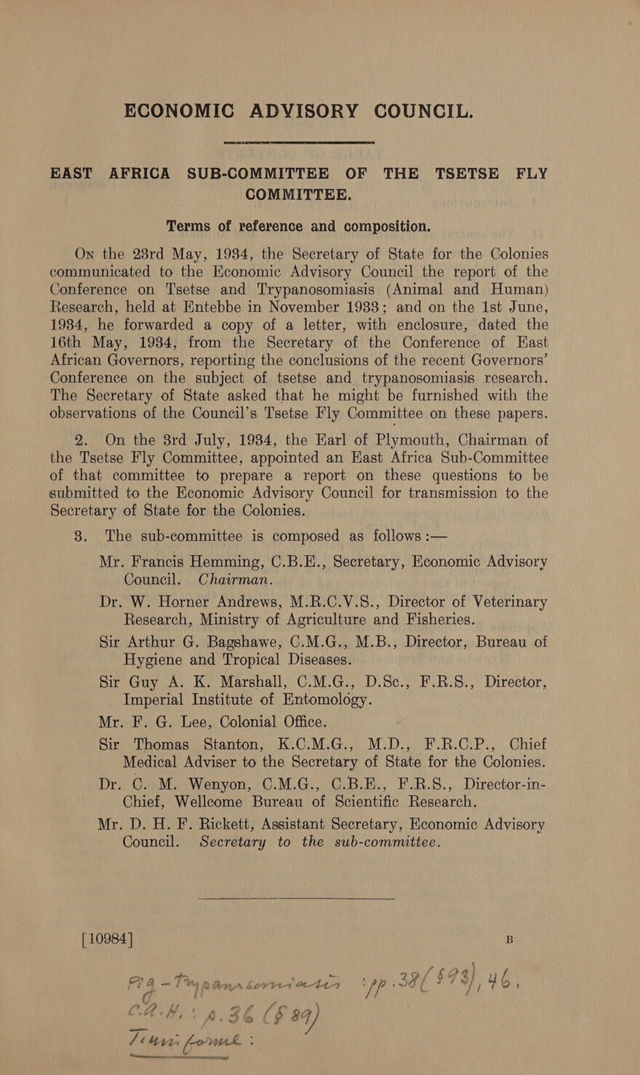 ECONOMIC ADVISORY COUNCIL.
EAST AFRICA SUB-COMMITTEE OF THE TSETSE FLY
COMMITTEE.
Terms of reference and composition.
On the 23rd May, 1934, the Secretary of State for the Colonies
communicated to the Economic Advisory Council the report of the
Conference on Tsetse and Trypanosomiasis (Animal and Human)
Research, held at Entebbe in November 1933; and on the 1st June,
1934, he forwarded a copy of a letter, with enclosure, dated the
16th May, 1934, from the Secretary of the Conference of East
African Governors, reporting the conclusions of the recent Governors'
Conference on the subject of tsetse and trypanosomiasis research.
The Secretary of State asked that he might be furnished with the
observations of the Council's Tsetse Fly Committee on these papers.
2. On the 3rd July, 1934, the Earl of Plymouth, Chairman of
the Tsetse Fly Committee, appointed an East Africa Sub-Committee
of that committee to prepare a report on these questions to be
submitted to the Economic Advisory Council for transmission to the
Secretary of State for the Colonies.
3. The sub-committee is composed as follows :—
Mr. Francis Hemming, C.B.E., Secretary, Economic Advisory
Council. Chairman.
Dr. W. Horner Andrews, M.R.C.V.S., Director of Veterinary
Research, Ministry of Agriculture and Fisheries.
Sir Arthur G. Bagshawe, C.M.G., M.B., Director, Bureau of
Hygiene and Tropical Diseases.
Sir Guy A. K. Marshall, C.M.G., D.Sc., F.R.S., Director,
Imperial Institute of Entomology.
Mr. F. G. Lee, Colonial Office.
Sir Thomas Stanton, K.C.M.G., M.D., F.R.C.P., Chief
Medical Adviser to the Secretary of State for the Colonies.
Dr. C. M. Wenyon, C.M.G., C.B.E., F.R.S., Director-in-
Chief, Wellcome Bureau of Scientific Research.
Mr. D. H. F. Rickett, Assistant Secretary, Economic Advisory
Council. Secretary to the sub-committee.
[10984] B
Pig - Trypanosomiasis : pp. 38 (§93), 46.
C.A.H. : p. 36 (§ 89)